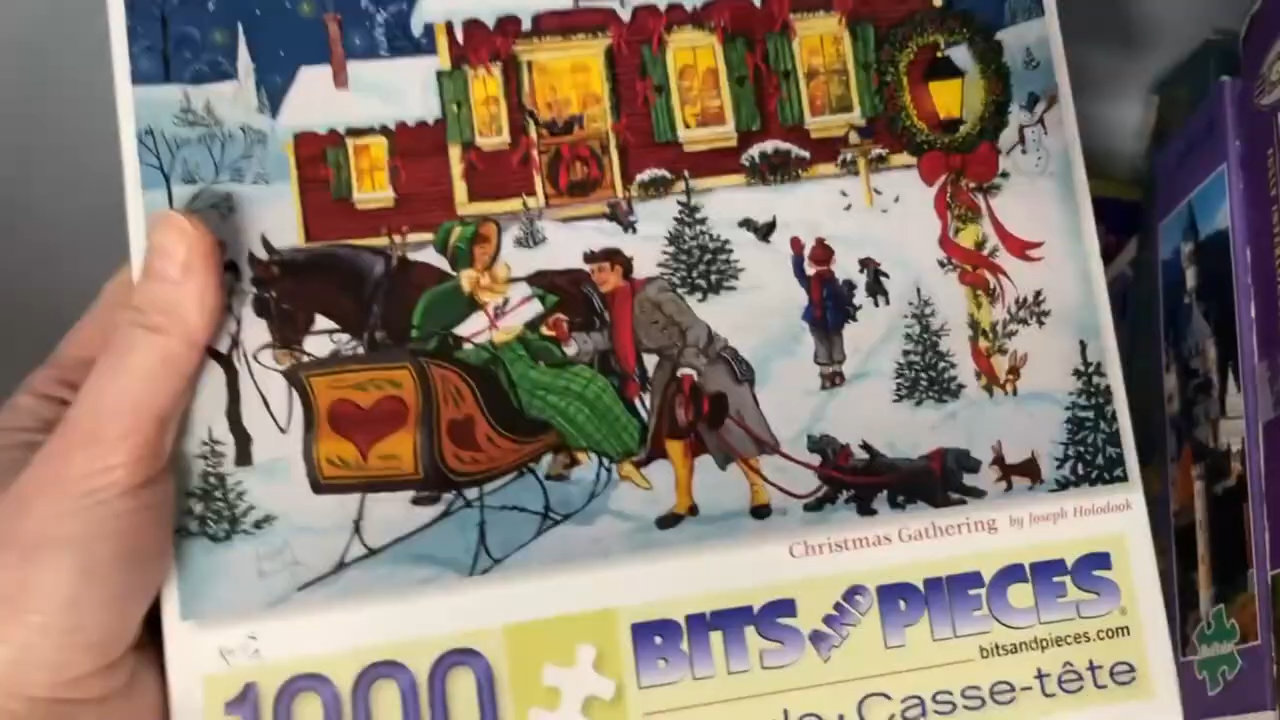 Christmas Gathering by Joseph Holodook
BITS AND PIECES®
bitsandpieces.com
1000
Casse-tête